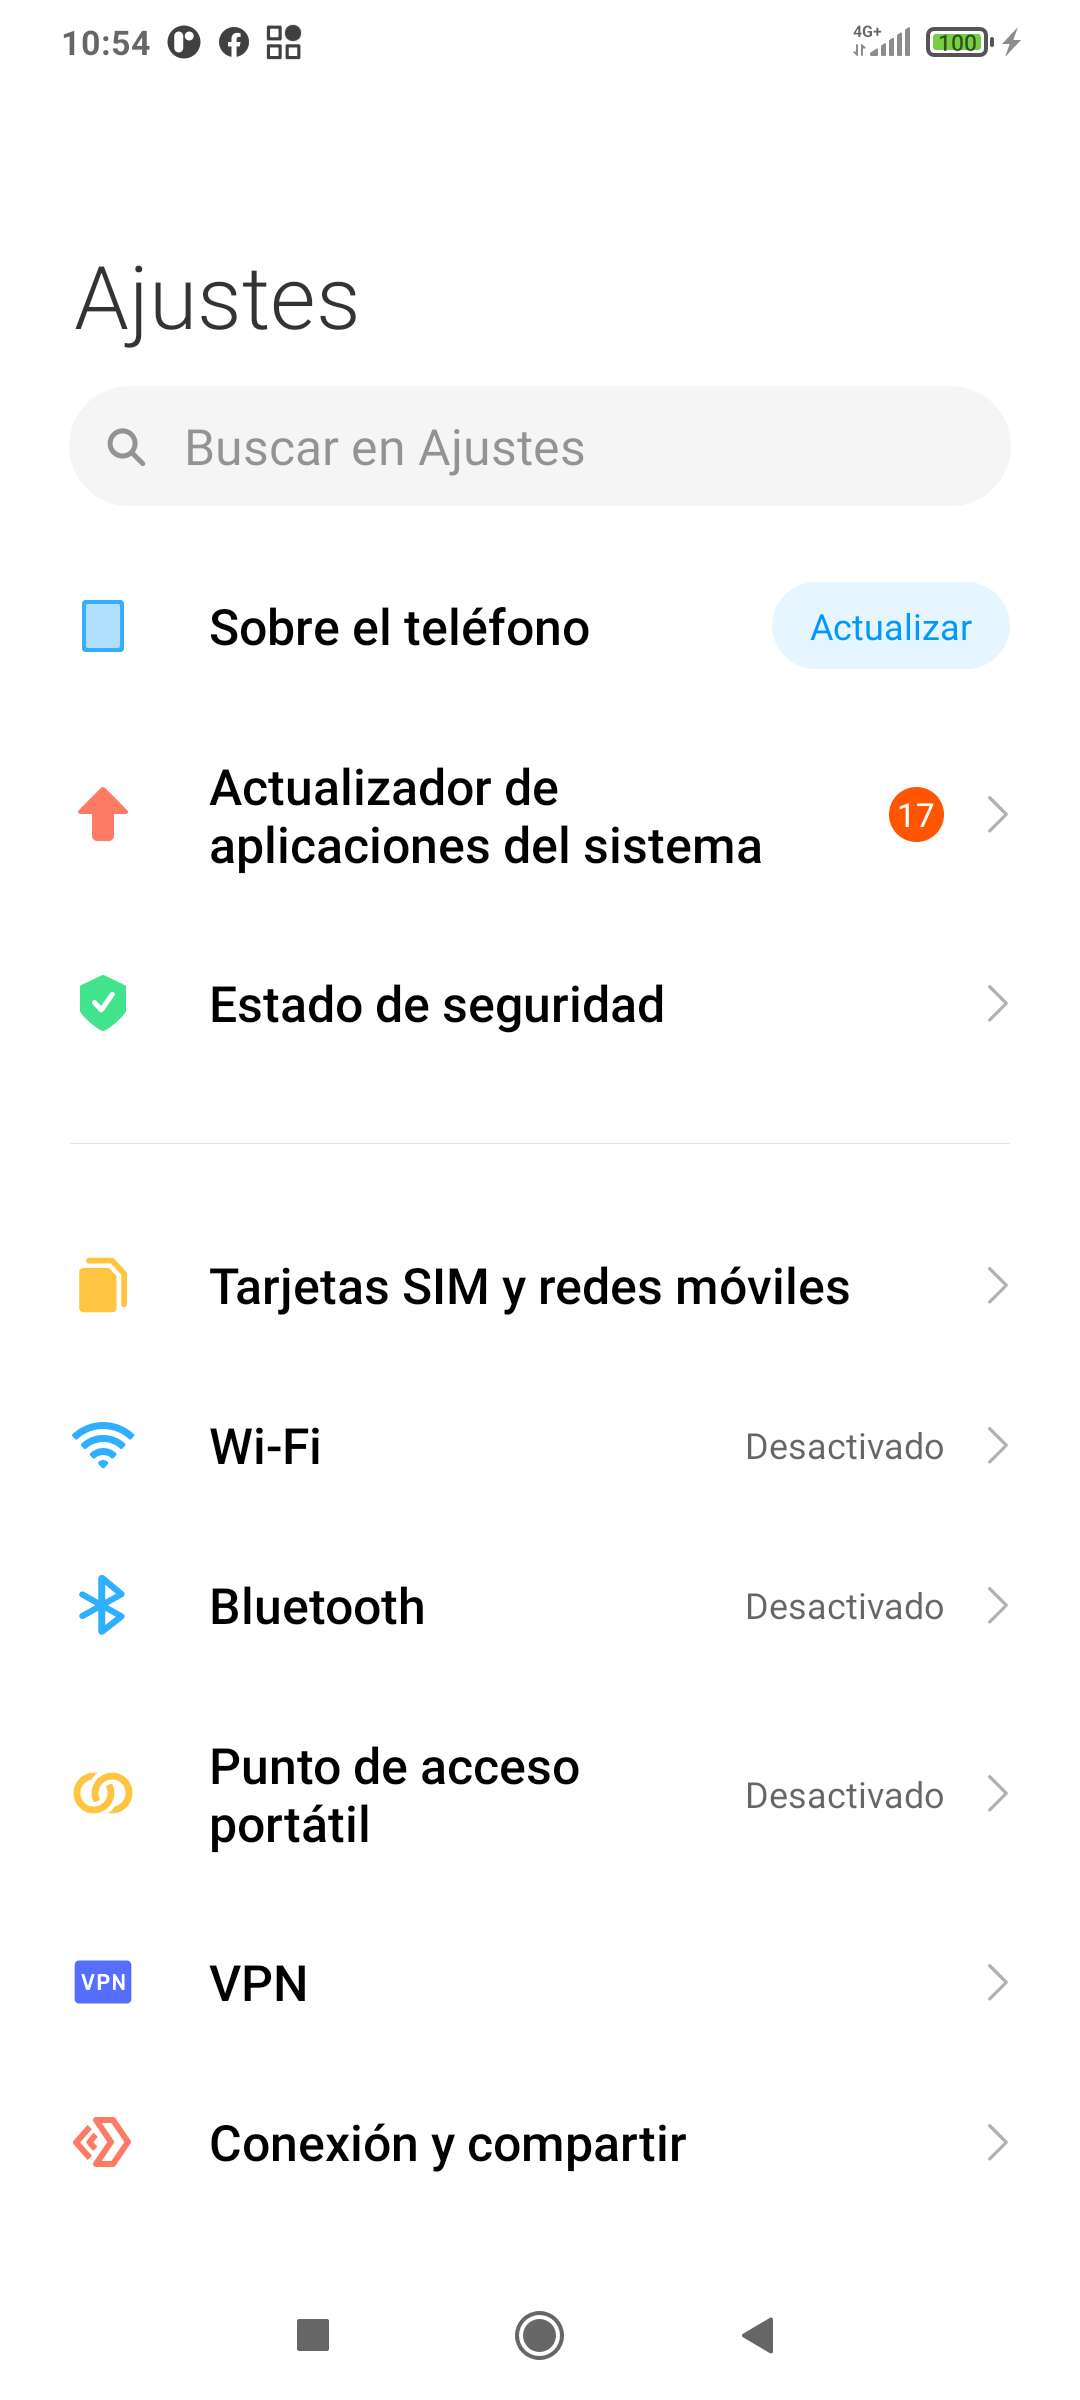 10:54
4G+
100
Ajustes
Buscar en Ajustes
Sobre el teléfono
Actualizar
Actualizador de
aplicaciones del sistema
17
Estado de seguridad
Tarjetas SIM y redes móviles
Wi-Fi
Desactivado
Bluetooth
Desactivado
Punto de acceso
portátil
Desactivado
VPN
VPN
Conexión y compartir